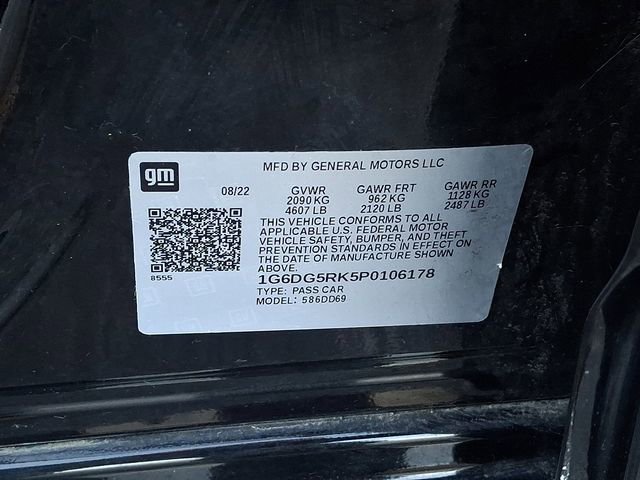 gm
MFD BY GENERAL MOTORS LLC
08/22 GVWR GAWR FRT GAWR RR
2090 KG 962 KG 1128 KG
4607 LB 2120 LB 2487 LB
THIS VEHICLE CONFORMS TO ALL
APPLICABLE U.S. FEDERAL MOTOR
VEHICLE SAFETY, BUMPER, AND THEFT
PREVENTION STANDARDS IN EFFECT ON
THE DATE OF MANUFACTURE SHOWN
ABOVE.
8555
1G6DG5RK5P0106178
TYPE: PASS CAR
MODEL: 586DD69